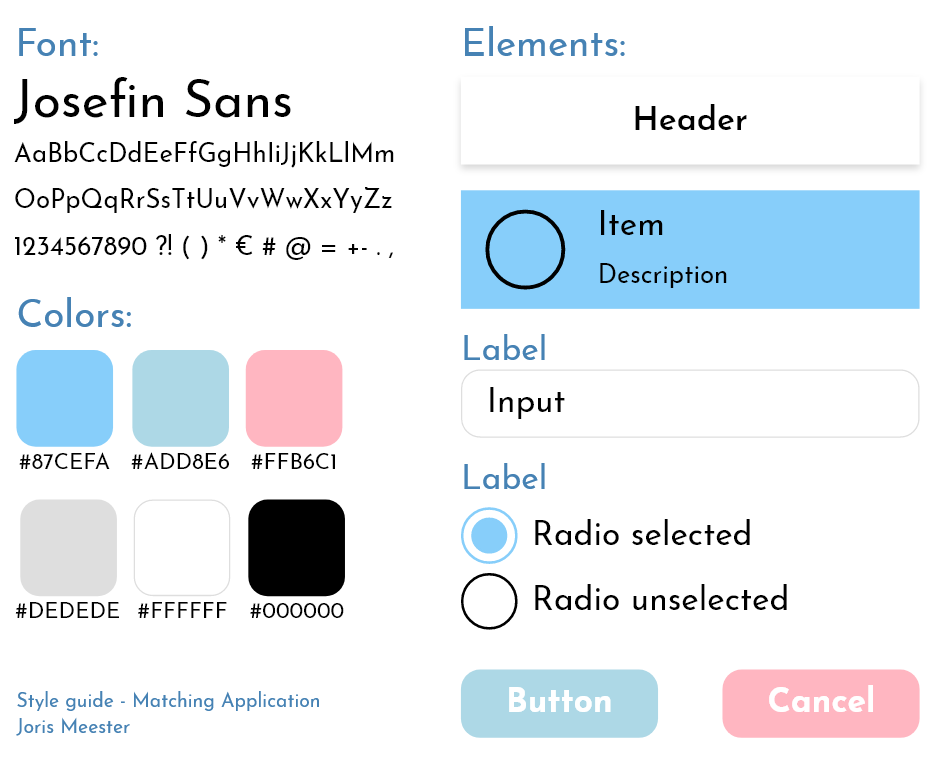 Font:
Josefin Sans
AaBbCcDdEeFfGgHhIiJjKkLlMm
OoPpQqRrSsTtUuVvWwXxYyZz
1234567890 ?! ( ) * € # @ = +- . ,
Colors:
#87CEFA #ADD8E6 #FFB6C1
#DEDEDE #FFFFFF #000000
Style guide - Matching Application
Joris Meester
Elements:
Header
Item
Description
Label
Input
Label
Radio selected
Radio unselected
Button Cancel